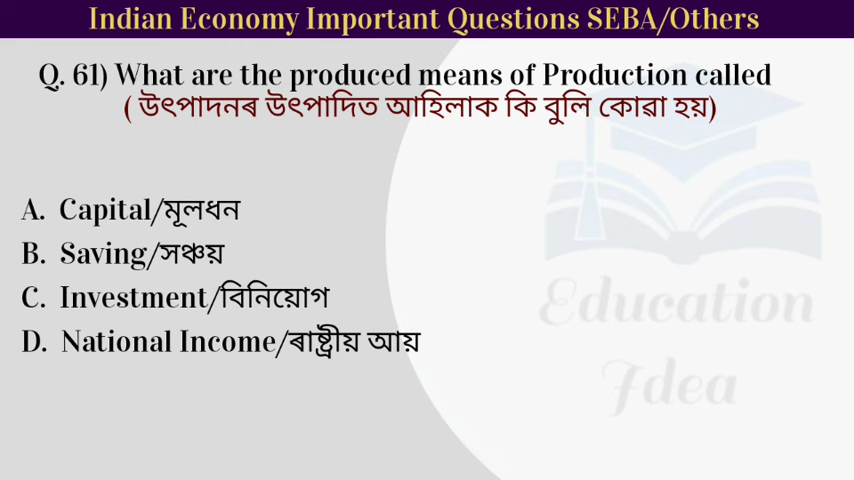 Indian Economy Important Questions SEBA/Others
Q. 61) What are the produced means of Production called
( উৎপাদনৰ উৎপাদিত আহিলাক কি বুলি কোৱা হয়)
A. Capital/মূলধন
B. Saving/সঞ্চয়
C. Investment/বিনিয়োগ
D. National Income/ৰাষ্ট্ৰীয় আয়
Education
Idea